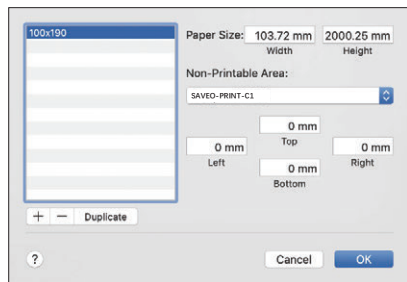 100x190
Paper Size: 103.72 mm 2000.25 mm
Width Height
Non-Printable Area:
SAVEO-PRINT-C1
0 mm
Top
0 mm 0 mm
Left Right
0 mm
Bottom
+ − Duplicate
? Cancel OK